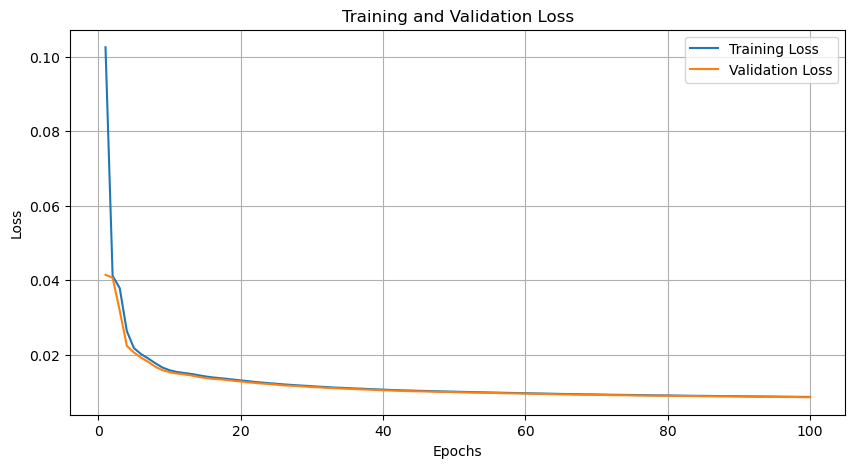 Training and Validation Loss
Training Loss
Validation Loss
0.10
0.08
0.06
0.04
0.02
Loss
0
20
40
60
80
100
Epochs